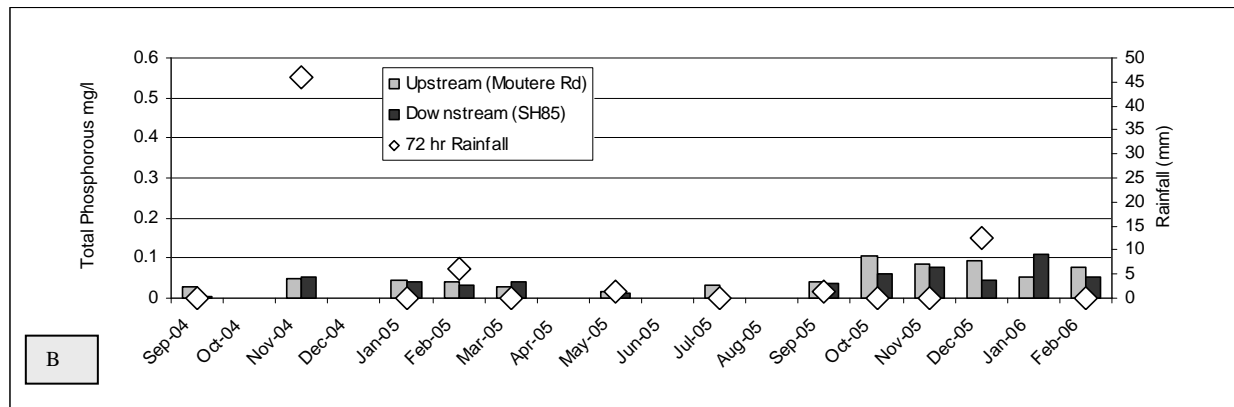 Total Phosphorous mg/l
0.6
0.5
0.4
0.3
0.2
0.1
0
Upstream (Moutere Rd)
Downstream (SH85)
72 hr Rainfall
50
45
40
35
30
25
20
15
10
5
0
Rainfall (mm)
Sep-04
Oct-04
Nov-04
Dec-04
Jan-05
Feb-05
Mar-05
Apr-05
May-05
Jun-05
Jul-05
Aug-05
Sep-05
Oct-05
Nov-05
Dec-05
Jan-06
Feb-06
B